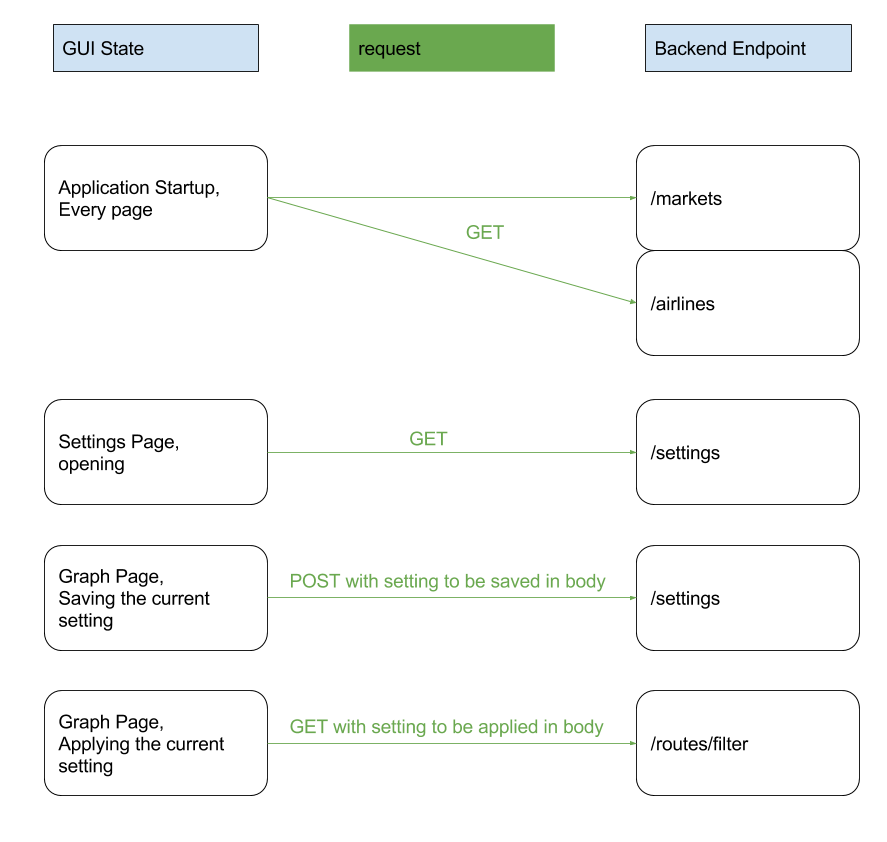 GUI State
request
Backend Endpoint
Application Startup,
Every page
/markets
GET
/airlines
Settings Page,
opening
GET
/settings
Graph Page,
Saving the current
setting
POST with setting to be saved in body
/settings
Graph Page,
Applying the current
setting
GET with setting to be applied in body
/routes/filter